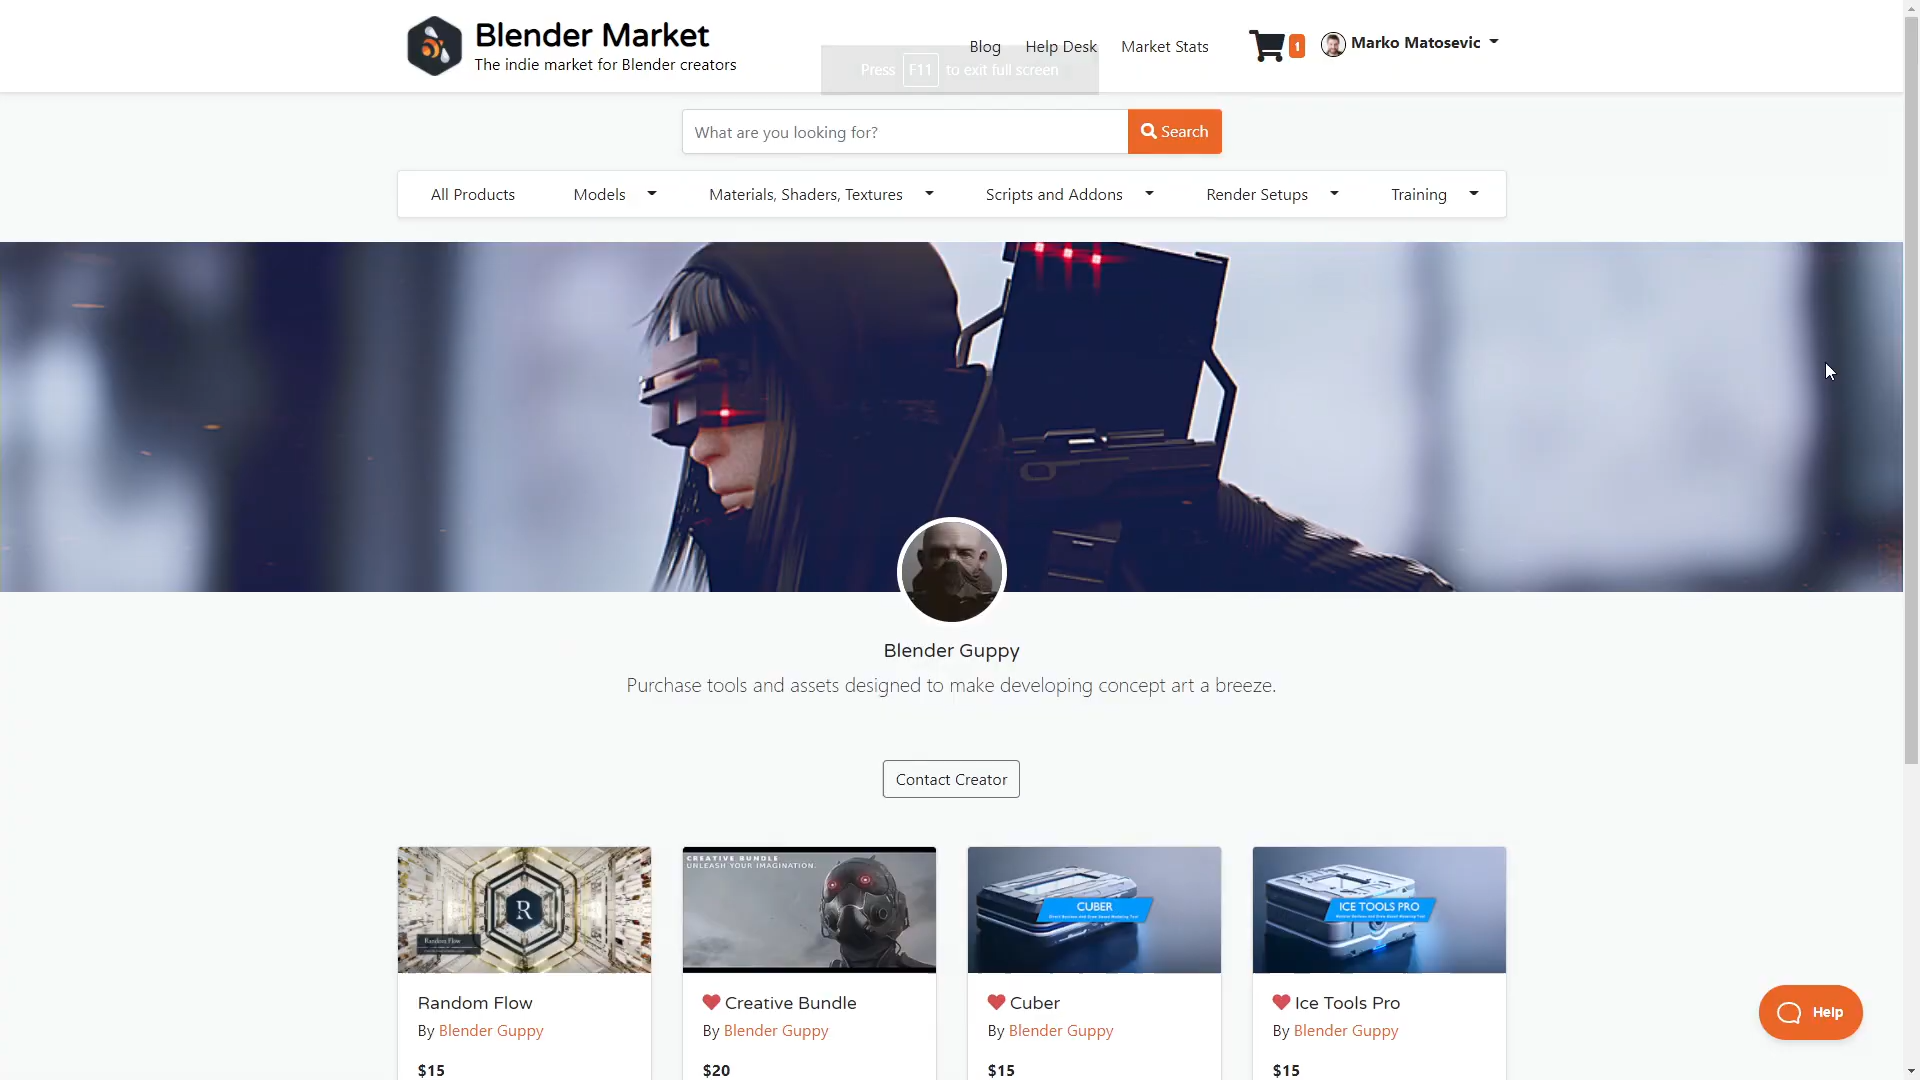 Blender Market
The indie market for Blender creators
Blog
Help Desk
Market Stats
1
Marko Matosevic
Press F11 to exit full screen
What are you looking for?
Search
All Products
Models
Materials, Shaders, Textures
Scripts and Addons
Render Setups
Training
Blender Guppy
Purchase tools and assets designed to make developing concept art a breeze.
Contact Creator
R
Random Flow
CREATIVE BUNDLE
UNLEASH YOUR IMAGINATION.
CUBER
ICE TOOLS PRO
Random Flow
By Blender Guppy
$15
Creative Bundle
By Blender Guppy
$20
Cuber
By Blender Guppy
$15
Ice Tools Pro
By Blender Guppy
$15
Help